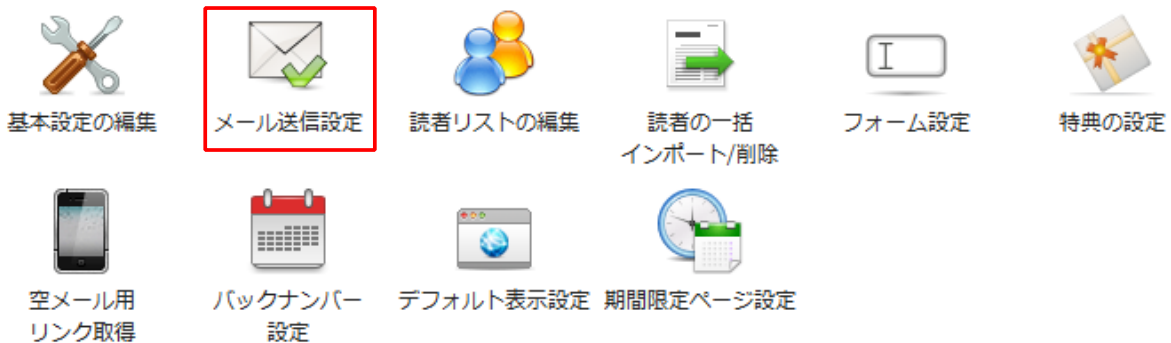 基本設定の編集
メール送信設定
読者リストの編集
読者の一括
インポート/削除
フォーム設定
特典の設定
空メール用
リンク取得
バックナンバー
設定
デフォルト表示設定
期間限定ページ設定